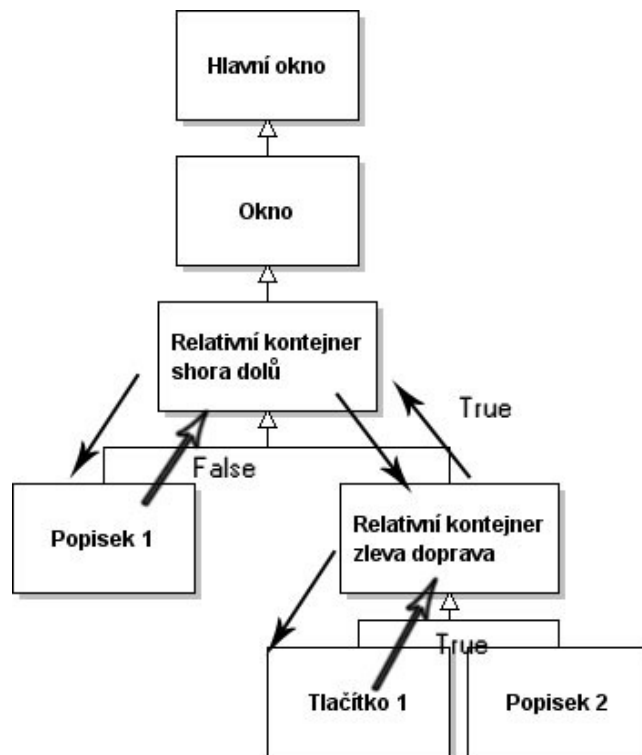 Hlavní okno
Okno
Relativní kontejner
shora dolů
True
False
Popisek 1
Relativní kontejner
zleva doprava
True
Tlačítko 1
Popisek 2